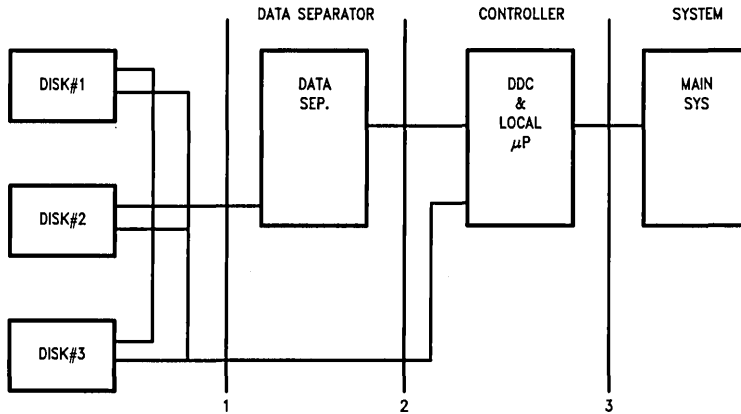 DATA SEPARATOR
CONTROLLER
SYSTEM
DISK#1
DATA
SEP.
DDC
&
LOCAL
μP
MAIN
SYS
DISK#2
DISK#3
1
2
3